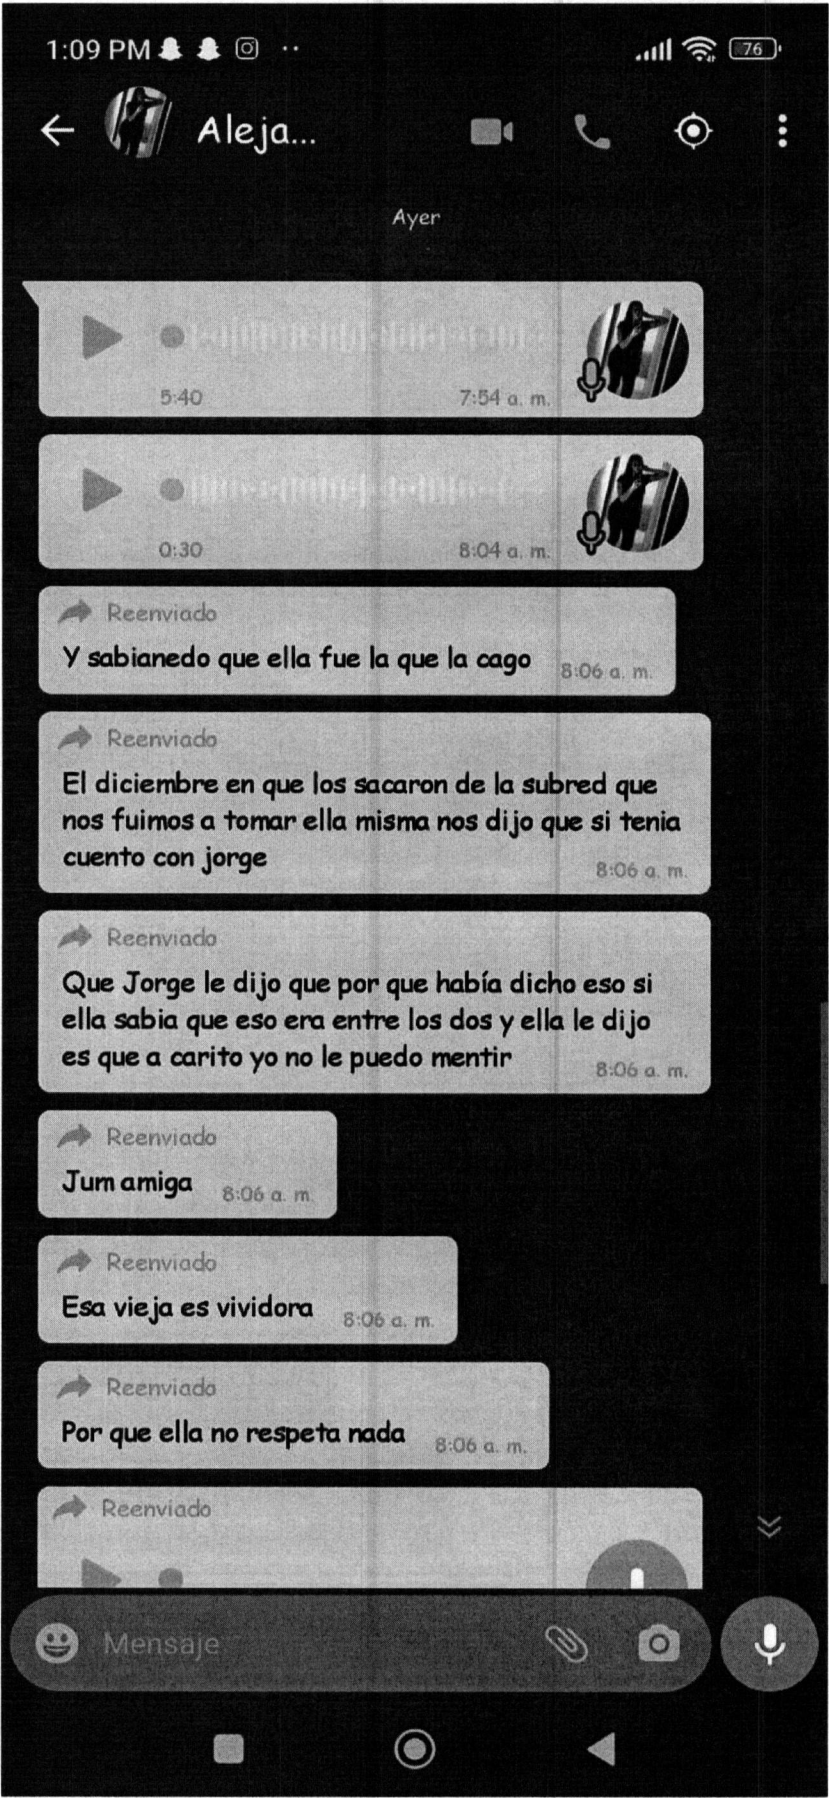 1:09 PM
76
Aleja...
Ayer
5:40 7:54 a. m.
0:30 8:04 a. m.
Reenviado
Y sabianedo que ella fue la que la cago 8:06 a. m.
Reenviado
El diciembre en que los sacaron de la subred que
nos fuimos a tomar ella misma nos dijo que si tenia
cuento con jorge 8:06 a. m.
Reenviado
Que Jorge le dijo que por que había dicho eso si
ella sabia que eso era entre los dos y ella le dijo
es que a carito yo no le puedo mentir 8:06 a. m.
Reenviado
Jum amiga 8:06 a. m.
Reenviado
Esa vieja es vividora 8:06 a. m.
Reenviado
Por que ella no respeta nada 8:06 a. m.
Reenviado
Mensaje